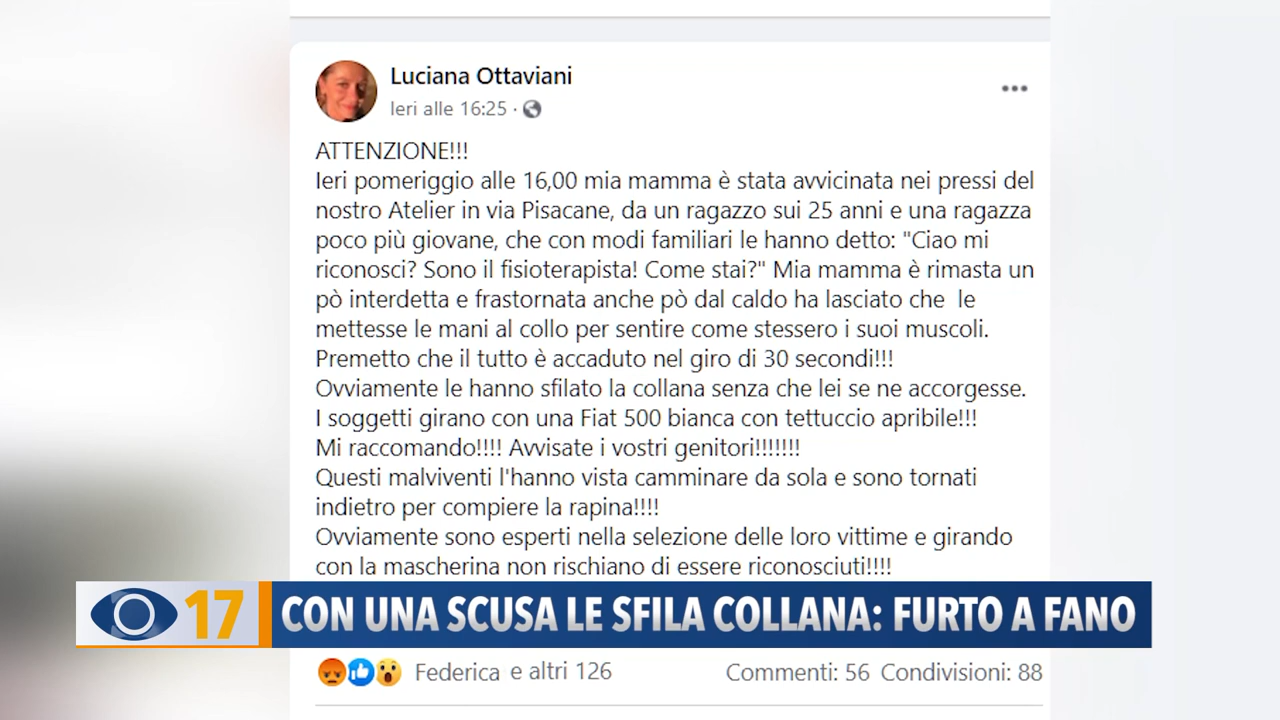 Luciana Ottaviani
Ieri alle 16:25 ·
ATTENZIONE!!!
Ieri pomeriggio alle 16,00 mia mamma è stata avvicinata nei pressi del
nostro Atelier in via Pisacane, da un ragazzo sui 25 anni e una ragazza
poco più giovane, che con modi familiari le hanno detto: "Ciao mi
riconosci? Sono il fisioterapista! Come stai?" Mia mamma è rimasta un
pò interdetta e frastornata anche pò dal caldo ha lasciato che  le
mettesse le mani al collo per sentire come stessero i suoi muscoli.
Premetto che il tutto è accaduto nel giro di 30 secondi!!!
Ovviamente le hanno sfilato la collana senza che lei se ne accorgesse.
I soggetti girano con una Fiat 500 bianca con tettuccio apribile!!!
Mi raccomando!!!! Avvisate i vostri genitori!!!!!!!
Questi malviventi l'hanno vista camminare da sola e sono tornati
indietro per compiere la rapina!!!!
Ovviamente sono esperti nella selezione delle loro vittime e girando
con la mascherina non rischiano di essere riconosciuti!!!!
17 CON UNA SCUSA LE SFILA COLLANA: FURTO A FANO
Federica e altri 126 Commenti: 56 Condivisioni: 88